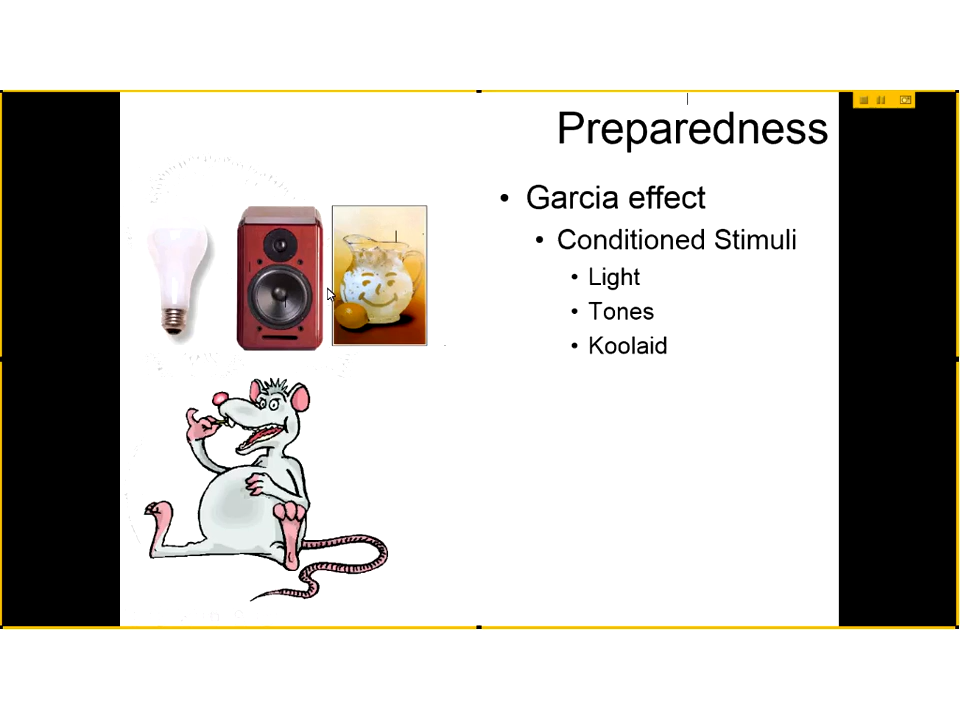 Preparedness
• Garcia effect
• Conditioned Stimuli
• Light
• Tones
• Koolaid